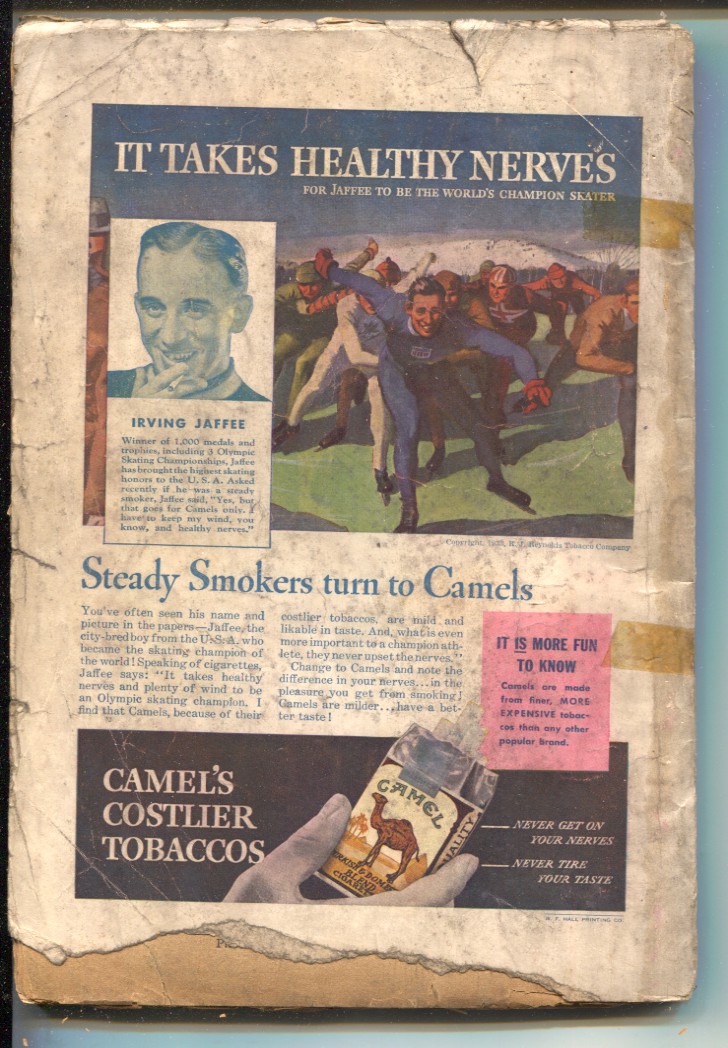 IT TAKES HEALTHY NERVES
FOR JAFFEE TO BE THE WORLD'S CHAMPION SKATER
IRVING JAFFEE
Winner of 1,000 medals and
trophies, including 3 Olympic
Skating Championships, Jaffee
has brought the highest skating
honors to the U. S. A. Asked
recently if he was a steady
smoker, Jaffee said, "Yes, but
that goes for Camels only. I
have to keep my wind, you
know, and healthy nerves."
Copyright, 1933, R. J. Reynolds Tobacco Company
Steady Smokers turn to Camels
You've often seen his name and
picture in the papers—Jaffee, the
city-bred boy from the U. S. A. who
became the skating champion of
the world! Speaking of cigarettes,
Jaffee says: "It takes healthy
nerves and plenty of wind to be
an Olympic skating champion. I
find that Camels, because of their
costlier tobaccos, are mild and
likable in taste. And, what is even
more important to a champion ath-
lete, they never upset the nerves."
Change to Camels and note the
difference in your nerves...in the
pleasure you get from smoking!
Camels are milder...have a bet-
ter taste!
IT IS MORE FUN
TO KNOW
Camels are made
from finer, MORE
EXPENSIVE tobac-
cos than any other
popular brand.
CAMEL'S
COSTLIER
TOBACCOS
CAMEL
UALITY
RKISH & DOME
BLEND
CIGARE
NEVER GET ON
YOUR NERVES
NEVER TIRE
YOUR TASTE
W. F. HALL PRINTING CO.